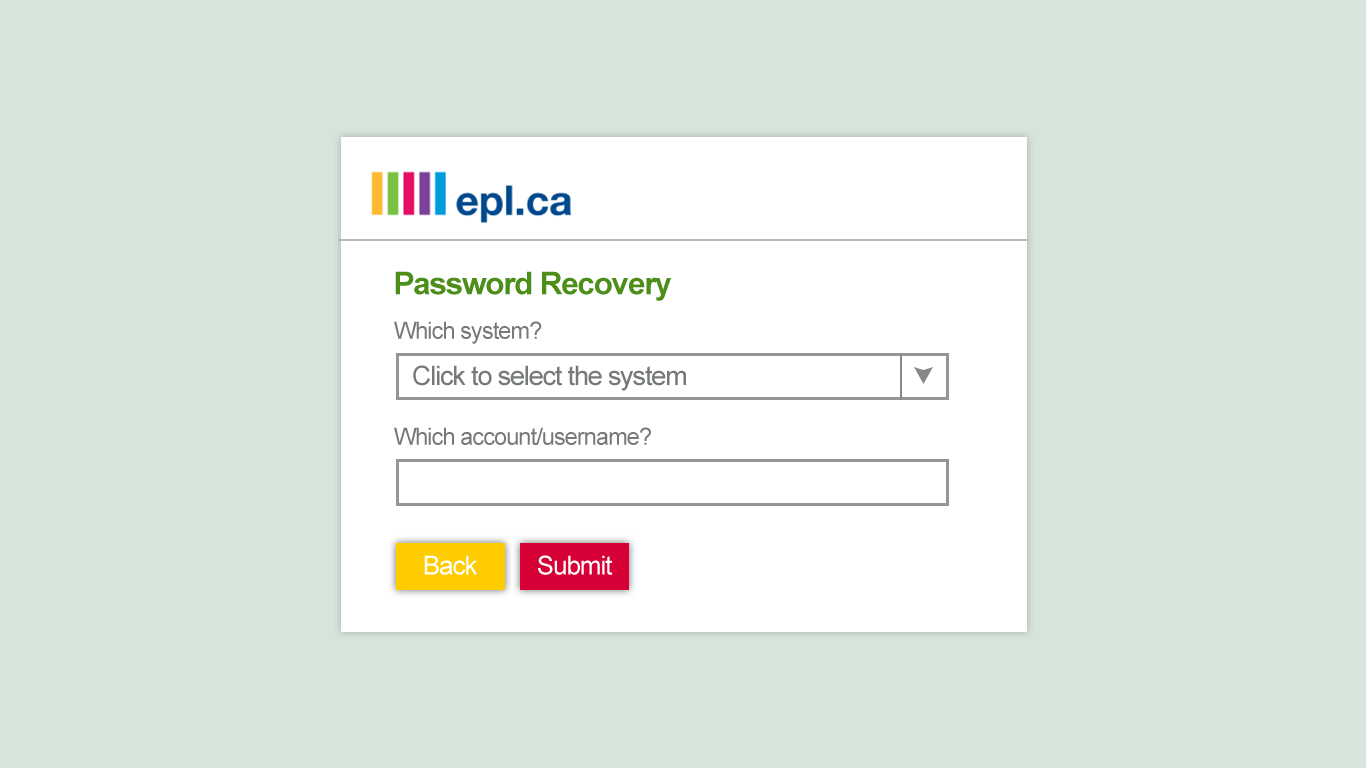 epl.ca
Password Recovery
Which system?
Click to select the system
Which account/username?
Back Submit